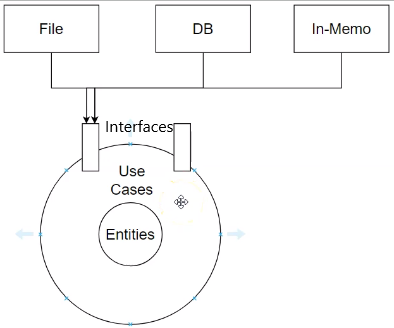 File
DB
In-Memo
Interfaces
Use
Cases
Entities